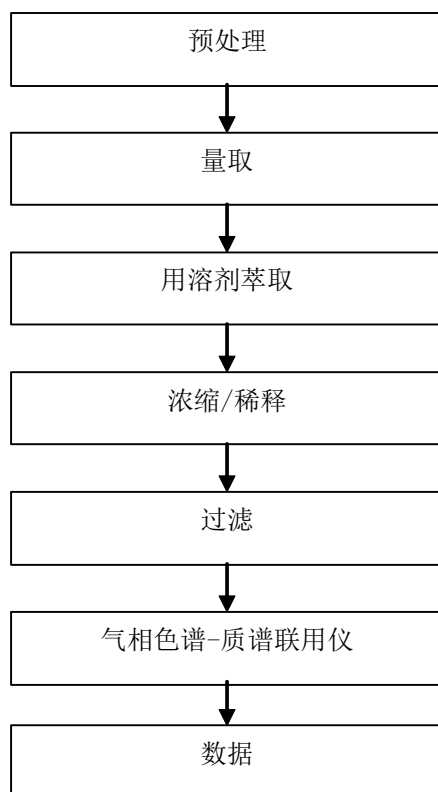 预处理
量取
用溶剂萃取
浓缩/稀释
过滤
气相色谱-质谱联用仪
数据